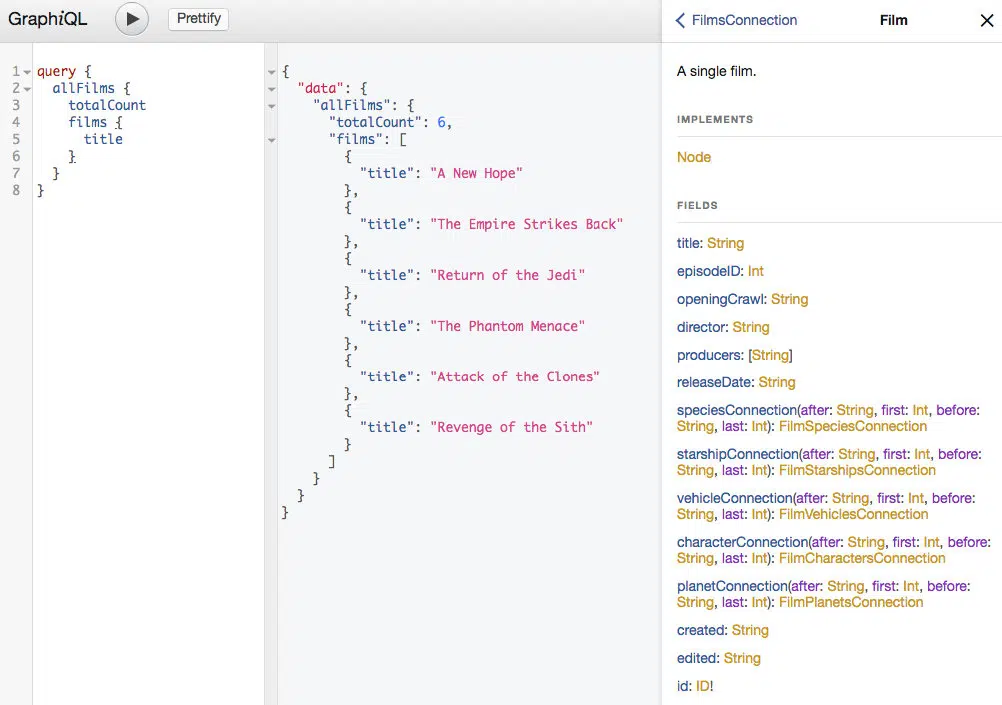 GraphiQL
Prettify
1 query {
2 allFilms {
3 totalCount
4 films {
5 title
6 }
7 }
8 }
{
"data": {
"allFilms": {
"totalCount": 6,
"films": [
{
"title": "A New Hope"
},
{
"title": "The Empire Strikes Back"
},
{
"title": "Return of the Jedi"
},
{
"title": "The Phantom Menace"
},
{
"title": "Attack of the Clones"
},
{
"title": "Revenge of the Sith"
}
]
}
}
}
FilmsConnection
Film
A single film.
IMPLEMENTS
Node
FIELDS
title: String
episodeID: Int
openingCrawl: String
director: String
producers: [String]
releaseDate: String
speciesConnection(after: String, first: Int, before:
String, last: Int): FilmSpeciesConnection
starshipConnection(after: String, first: Int, before:
String, last: Int): FilmStarshipsConnection
vehicleConnection(after: String, first: Int, before:
String, last: Int): FilmVehiclesConnection
characterConnection(after: String, first: Int, before:
String, last: Int): FilmCharactersConnection
planetConnection(after: String, first: Int, before:
String, last: Int): FilmPlanetsConnection
created: String
edited: String
id: ID!